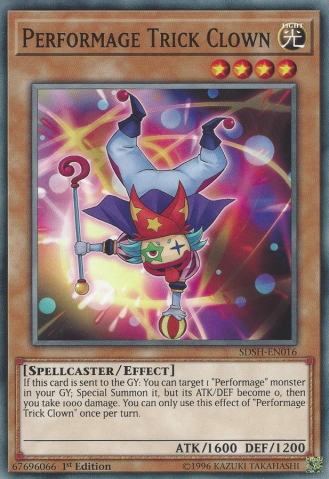 PERFORMAGE TRICK CLOWN
LIGHT
光
SDSH-EN016
[SPELLCASTER/EFFECT]
If this card is sent to the GY: You can target 1 "Performage" monster
in your GY; Special Summon it, but its ATK/DEF become 0, then
you take 1000 damage. You can only use this effect of "Performage
Trick Clown" once per turn.
ATK/1600 DEF/1200
67696066 1st Edition ©1996 KAZUKI TAKAHASHI